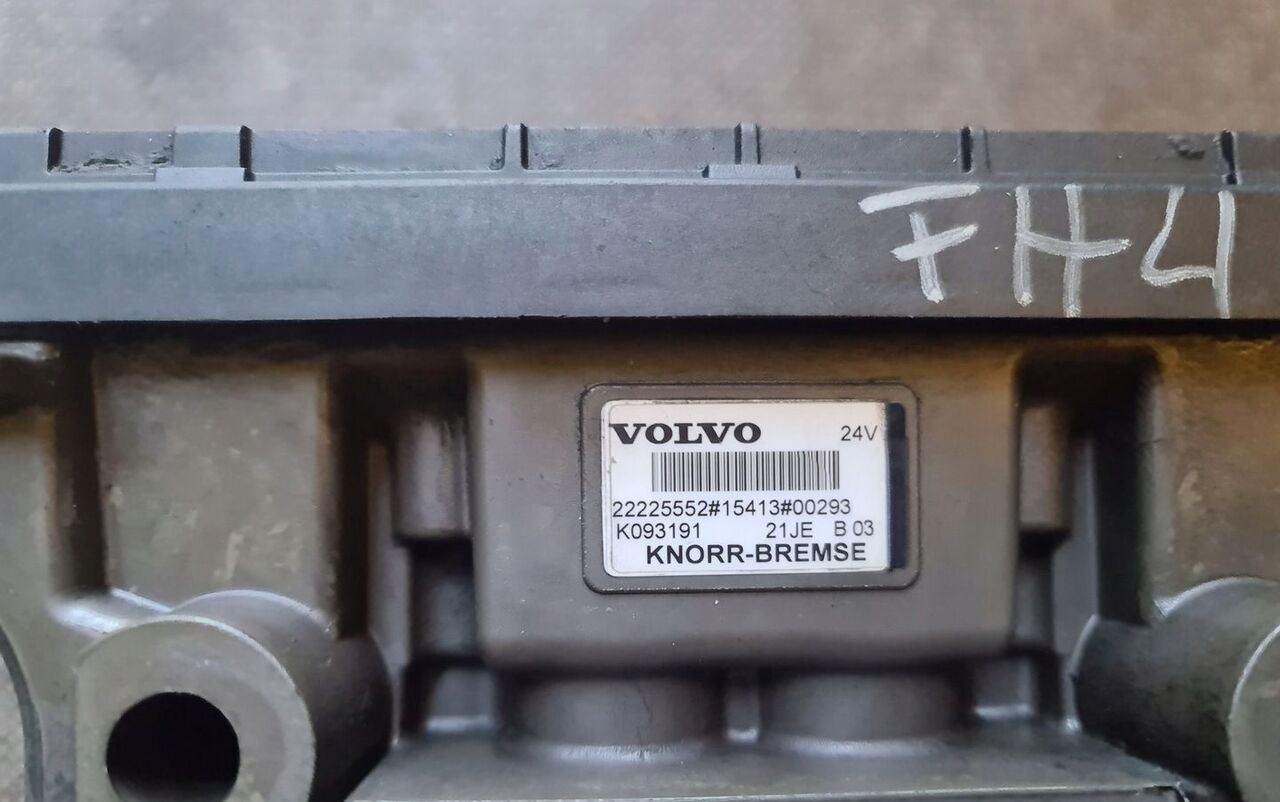 FH4
VOLVO 24V
22225552#15413#00293
K093191 21JE B 03
KNORR-BREMSE